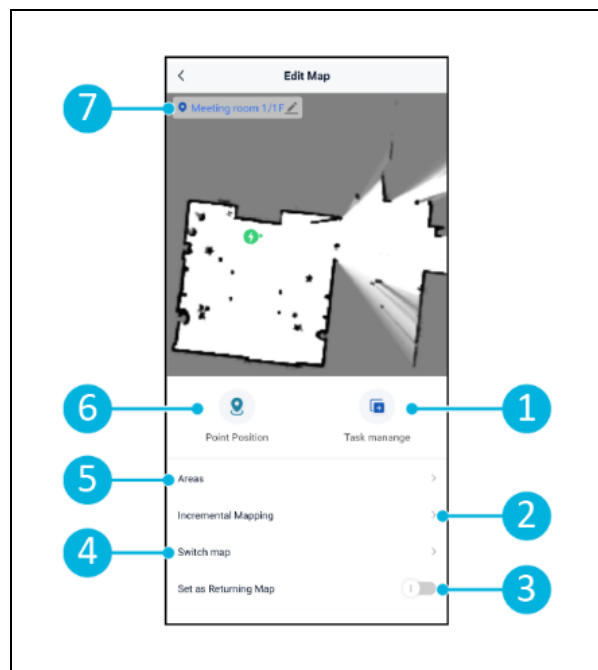 Edit Map
7
Meeting room 1/1F
6
1
Point Position
Task manange
5
Areas
Incremental Mapping
2
4
Switch map
Set as Returning Map
3